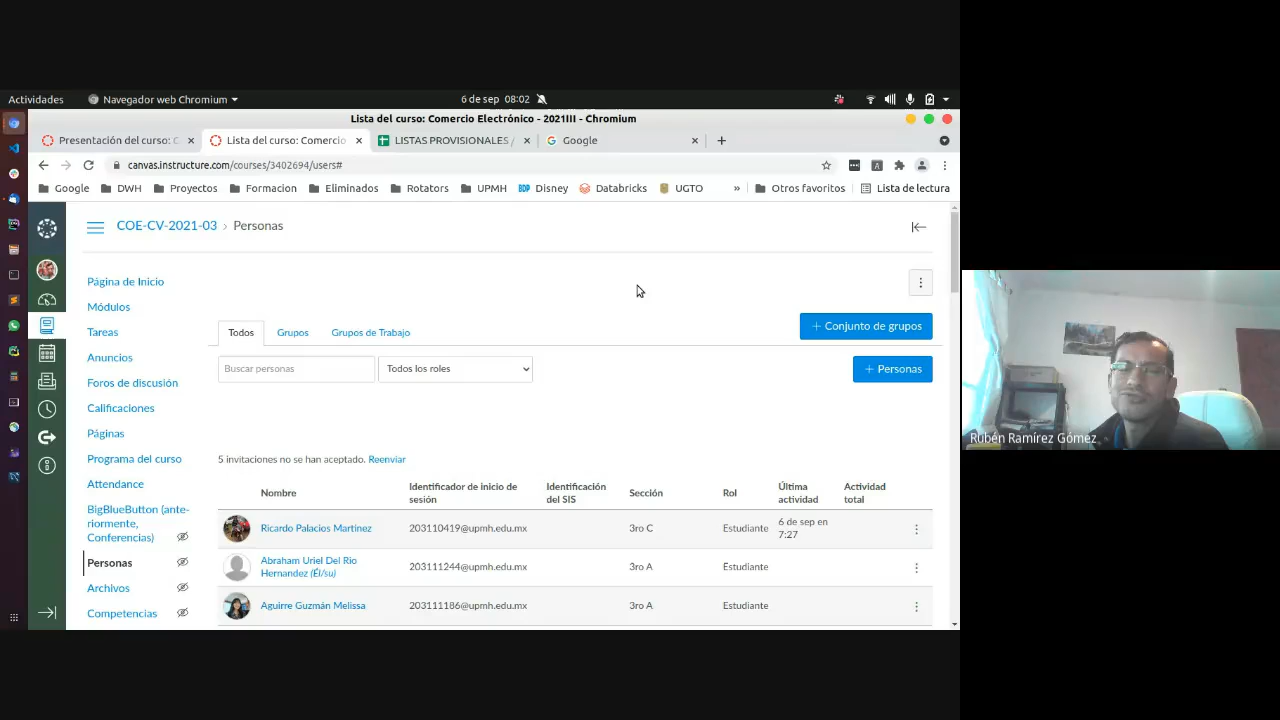 Actividades
Navegador web Chromium
6 de sep 08:02
Lista del curso: Comercio Electrónico - 2021III - Chromium
Presentación del curso: C
Lista del curso: Comercio
LISTAS PROVISIONALES /
Google
canvas.instructure.com/courses/3402694/users#
Google
DWH
Proyectos
Formacion
Eliminados
Rotators
UPMH
Disney
Databricks
UGTO
»
Otros favoritos
Lista de lectura
COE-CV-2021-03 › Personas
Página de Inicio
Módulos
Tareas
Anuncios
Foros de discusión
Calificaciones
Páginas
Programa del curso
Attendance
BigBlueButton (ante-
riormente,
Conferencias)
Personas
Archivos
Competencias
Todos
Grupos
Grupos de Trabajo
+ Conjunto de grupos
Buscar personas
Todos los roles
+ Personas
5 invitaciones no se han aceptado. Reenviar
Nombre
Identificador de inicio de
sesión
Identificación
del SIS
Sección
Rol
Última
actividad
Actividad
total
Ricardo Palacios Martinez
203110419@upmh.edu.mx
3ro C
Estudiante
6 de sep en
7:27
Abraham Uriel Del Rio
Hernandez (Él/su)
203111244@upmh.edu.mx
3ro A
Estudiante
Aguirre Guzmán Melissa
203111186@upmh.edu.mx
3ro A
Estudiante
Rubén Ramírez Gómez